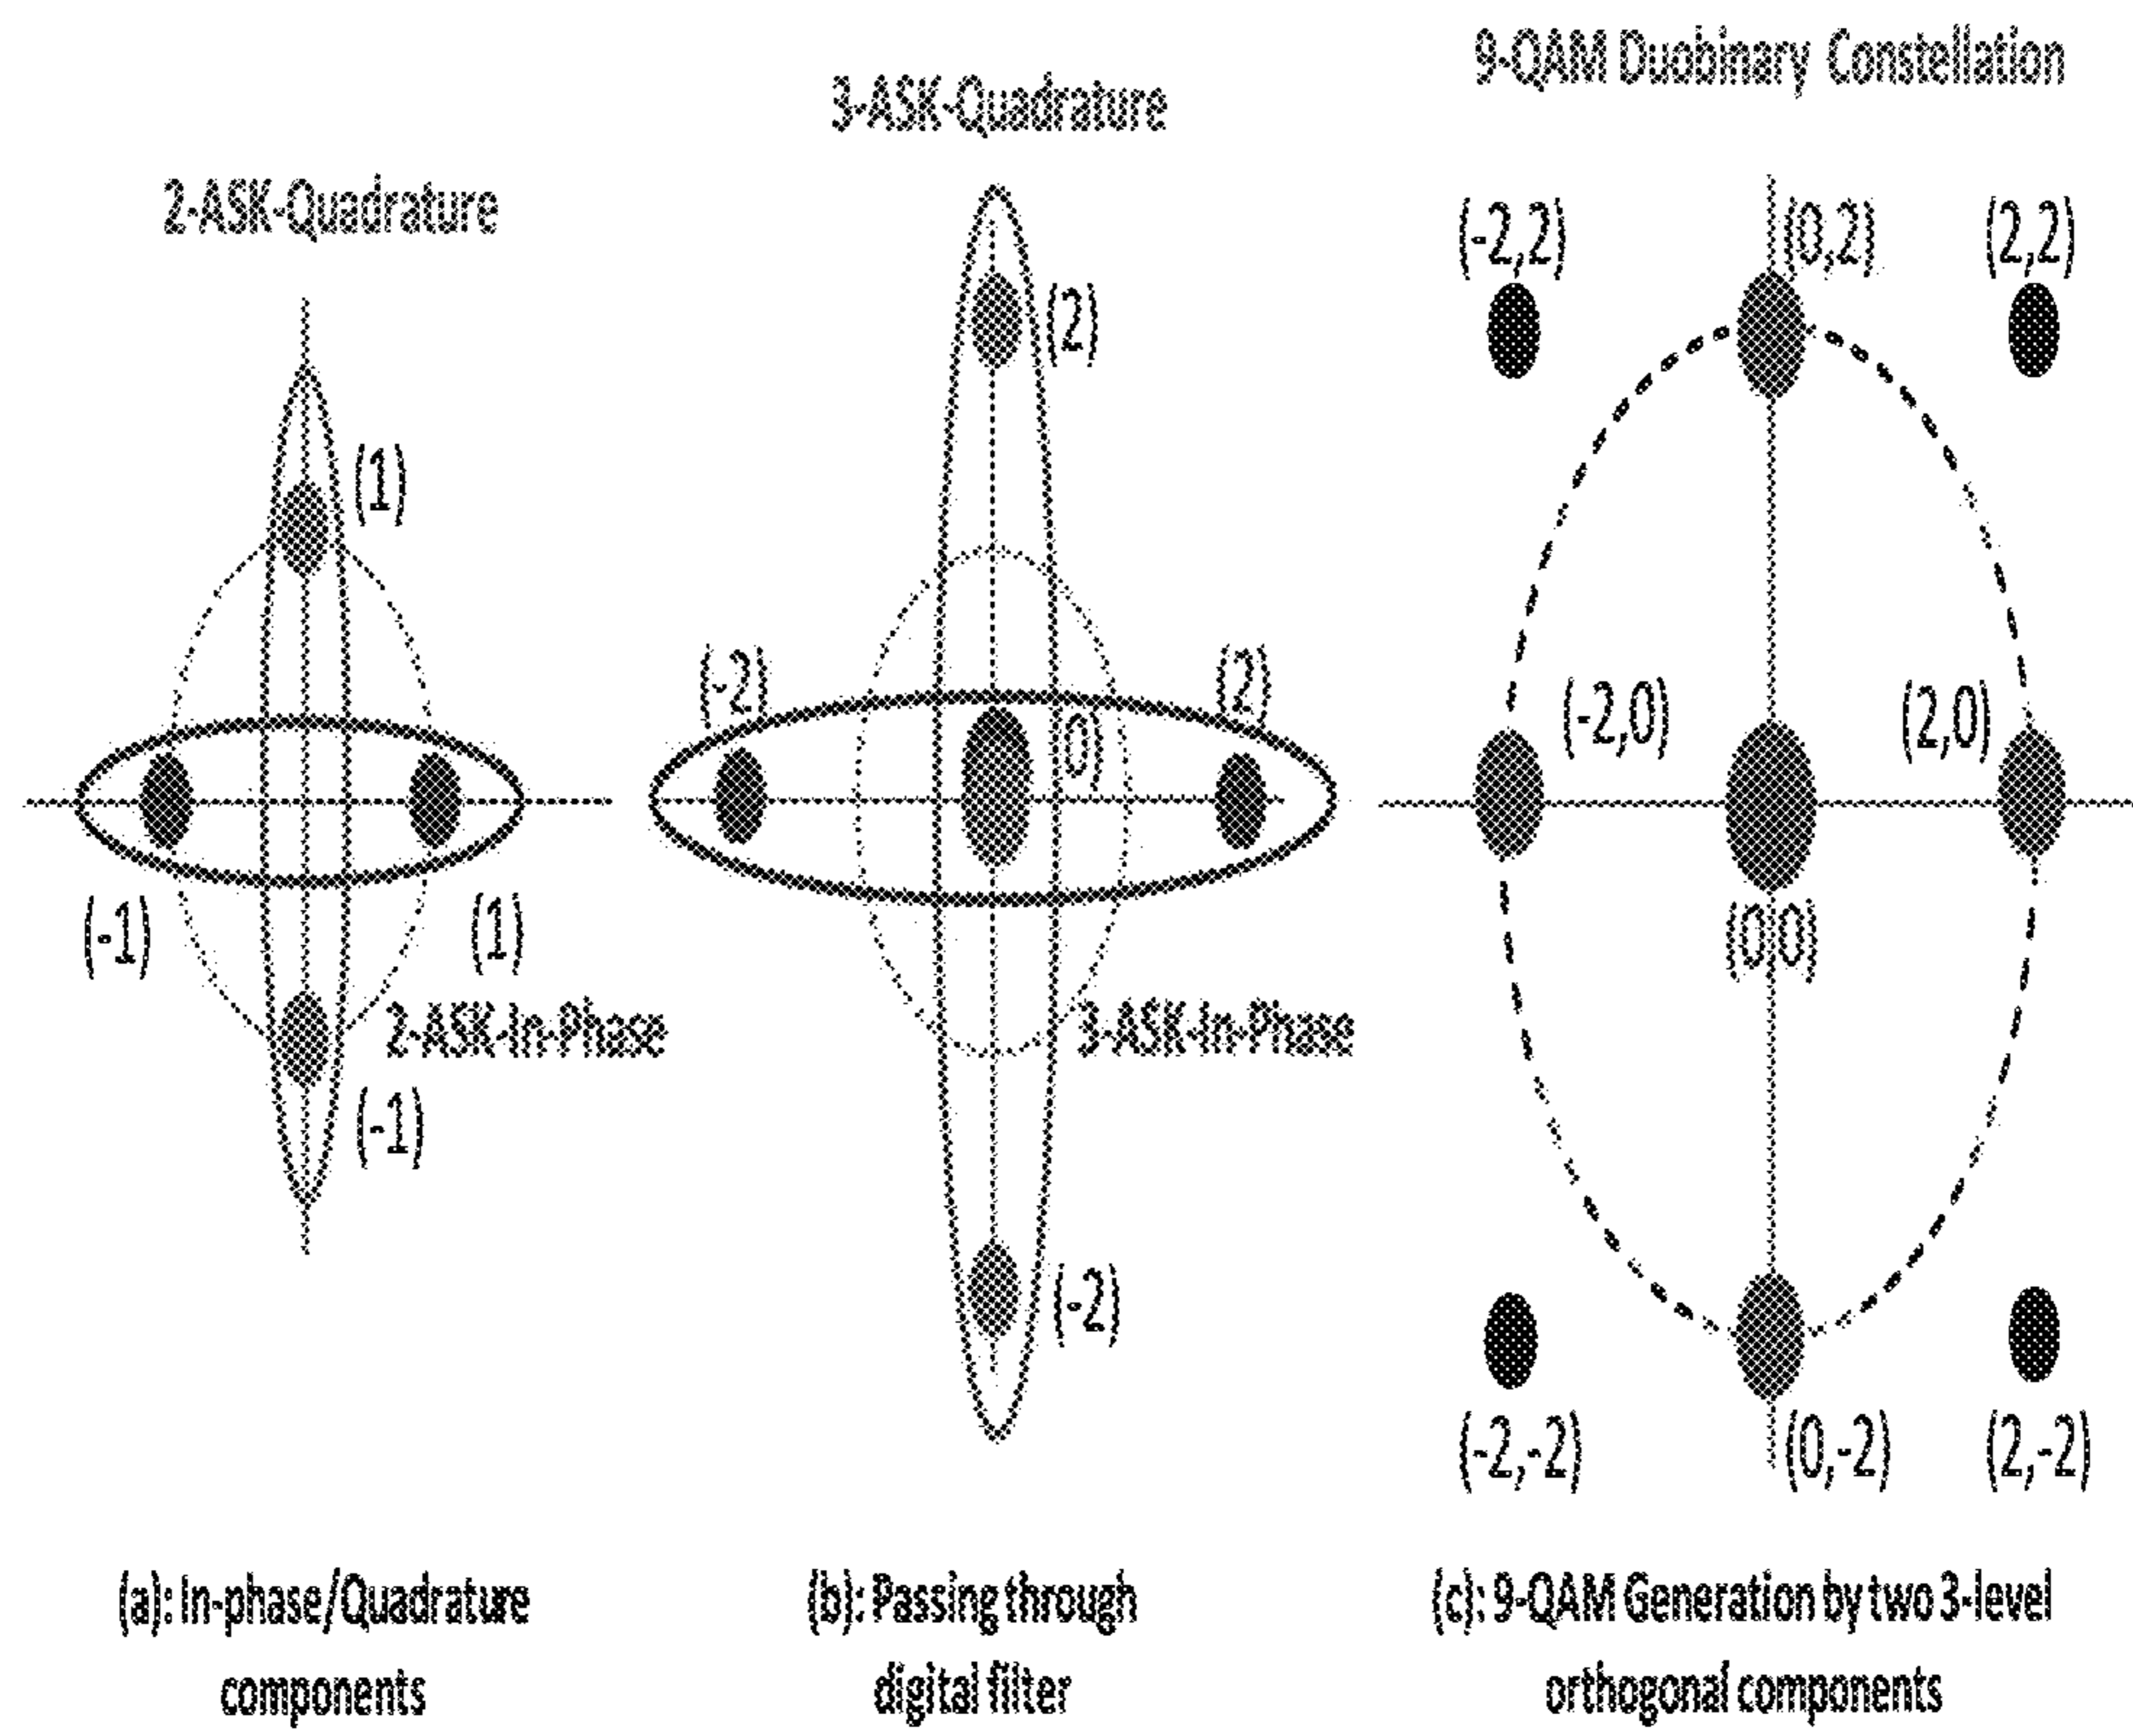 9-QAM Duobinary Constellation
3-ASK-Quadrature
2-ASK-Quadrature
(1)
(-1)
(1)
2-ASK-In-Phase
(-1)
(2)
(-2)
(2)
0)
3-ASK-In-Phase
(-2)
(-2,2)
(0,2)
(2,2)
(-2,0)
(2,0)
(0,0)
(-2,-2)
(0,-2)
(2,-2)
(a): In-phase/Quadrature
components
(b): Passing through
digital filter
(c): 9-QAM Generation by two 3-level
orthogonal components